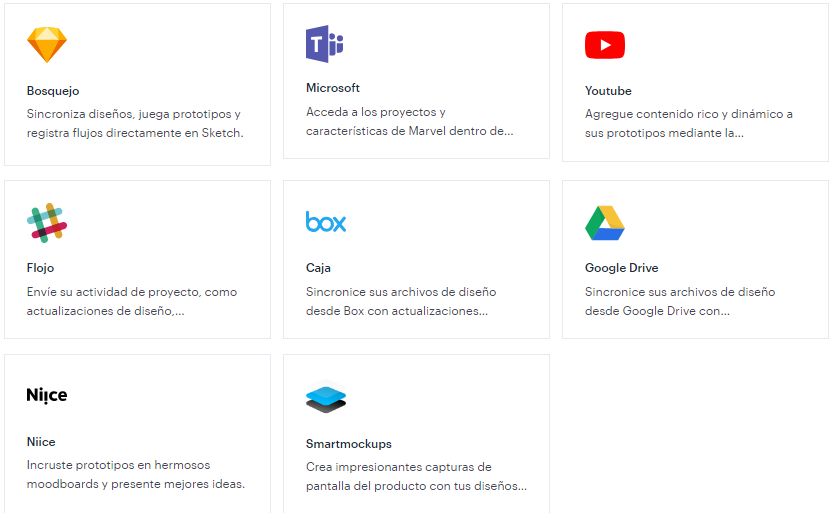 Bosquejo
Sincroniza diseños, juega prototipos y
registra flujos directamente en Sketch.
T
Microsoft
Acceda a los proyectos y
características de Marvel dentro de...
Youtube
Agregue contenido rico y dinámico a
sus prototipos mediante la...
Flojo
Envíe su actividad de proyecto, como
actualizaciones de diseño,...
box
Caja
Sincronice sus archivos de diseño
desde Box con actualizaciones...
Google Drive
Sincronice sus archivos de diseño
desde Google Drive con...
Niice
Niice
Incruste prototipos en hermosos
moodboards y presente mejores ideas.
Smartmockups
Crea impresionantes capturas de
pantalla del producto con tus diseños...